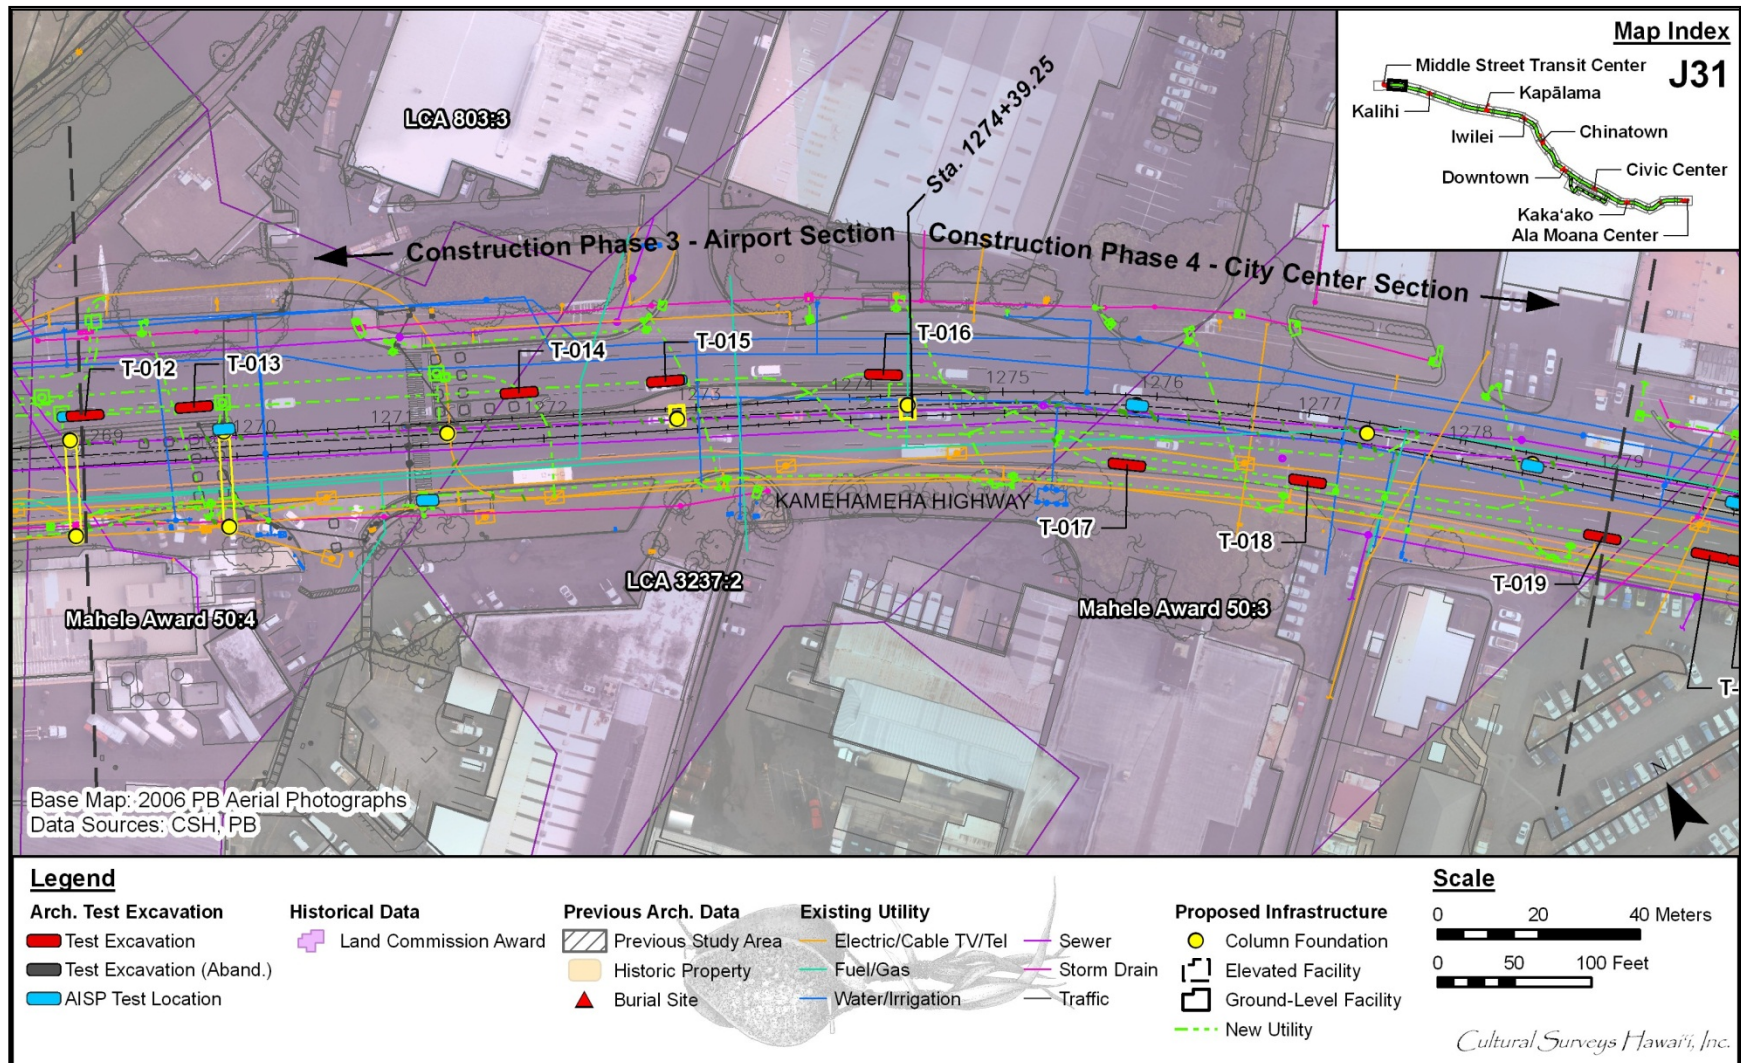 Map Index
J31
Middle Street Transit Center
Kalihi
Kapālama
Iwilei
Chinatown
Downtown
Civic Center
Kaka‘ako
Ala Moana Center
LCA 803:3
Sta. 1274+39.25
Construction Phase 3 - Airport Section
Construction Phase 4 - City Center Section
T-012
T-013
T-014
T-015
T-016
1270
1271
1272
1274
1275
1276
1277
1278
1279
KAMEHAMEHA HIGHWAY
T-017
T-018
T-019
LCA 3237:2
Mahele Award 50:4
Mahele Award 50:3
N
Base Map: 2006 PB Aerial Photographs
Data Sources: CSH, PB
Legend
Arch. Test Excavation
Test Excavation
Test Excavation (Aband.)
AISP Test Location
Historical Data
Land Commission Award
Previous Arch. Data
Previous Study Area
Historic Property
Burial Site
Existing Utility
Electric/Cable TV/Tel
Fuel/Gas
Water/Irrigation
Sewer
Storm Drain
Traffic
Proposed Infrastructure
Column Foundation
Elevated Facility
Ground-Level Facility
New Utility
Scale
0 20 40 Meters
0 50 100 Feet
Cultural Surveys Hawai‘i, Inc.